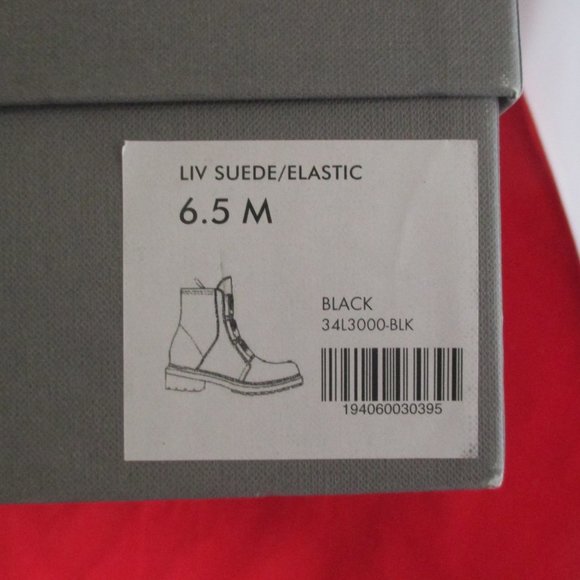 LIV SUEDE/ELASTIC
6.5 M
BLACK
34L3000-BLK
194060030395